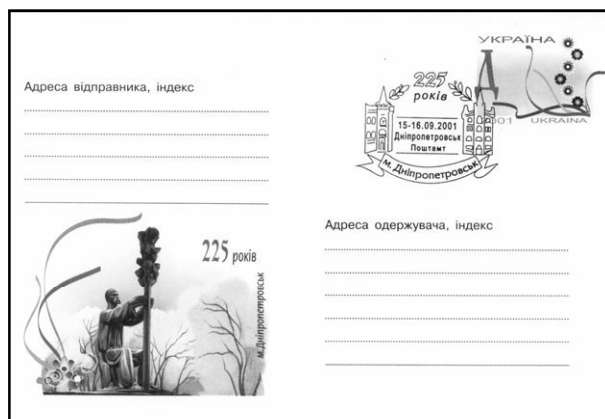 УКРАЇНА
Д
UKRAINA
Адреса відправника, індекс
225
років
15-16.09.2001
Дніпропетровськ
Поштамт
м. Дніпропетровськ
Адреса одержувача, індекс
225 років
м.Дніпропетровськ